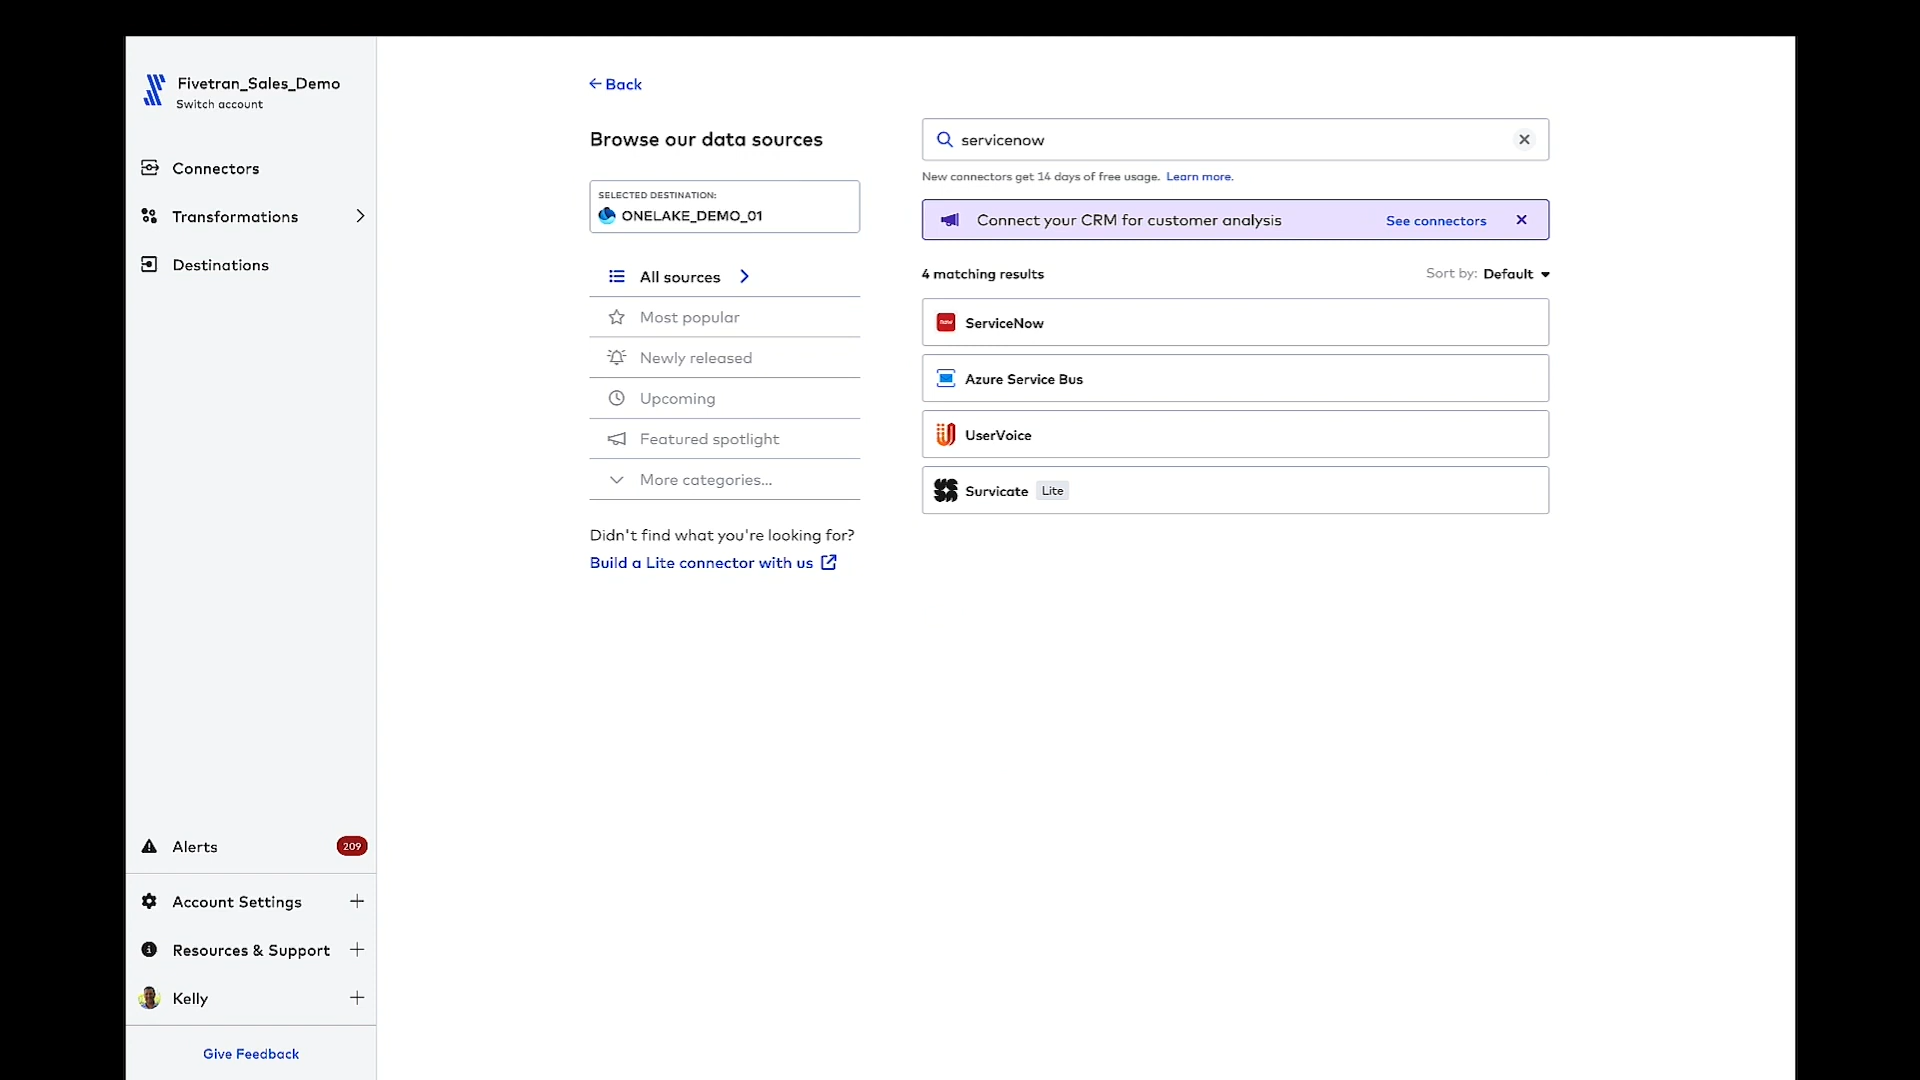 Fivetran_Sales_Demo
Switch account
Connectors
Transformations
Destinations
Alerts
209
Account Settings
Resources & Support
Kelly
Give Feedback
Back
Browse our data sources
SELECTED DESTINATION:
ONELAKE_DEMO_01
All sources
Most popular
Newly released
Upcoming
Featured spotlight
More categories...
Didn't find what you're looking for?
Build a Lite connector with us
servicenow
New connectors get 14 days of free usage. Learn more.
Connect your CRM for customer analysis See connectors
4 matching results Sort by: Default
now
ServiceNow
Azure Service Bus
UserVoice
Survicate Lite